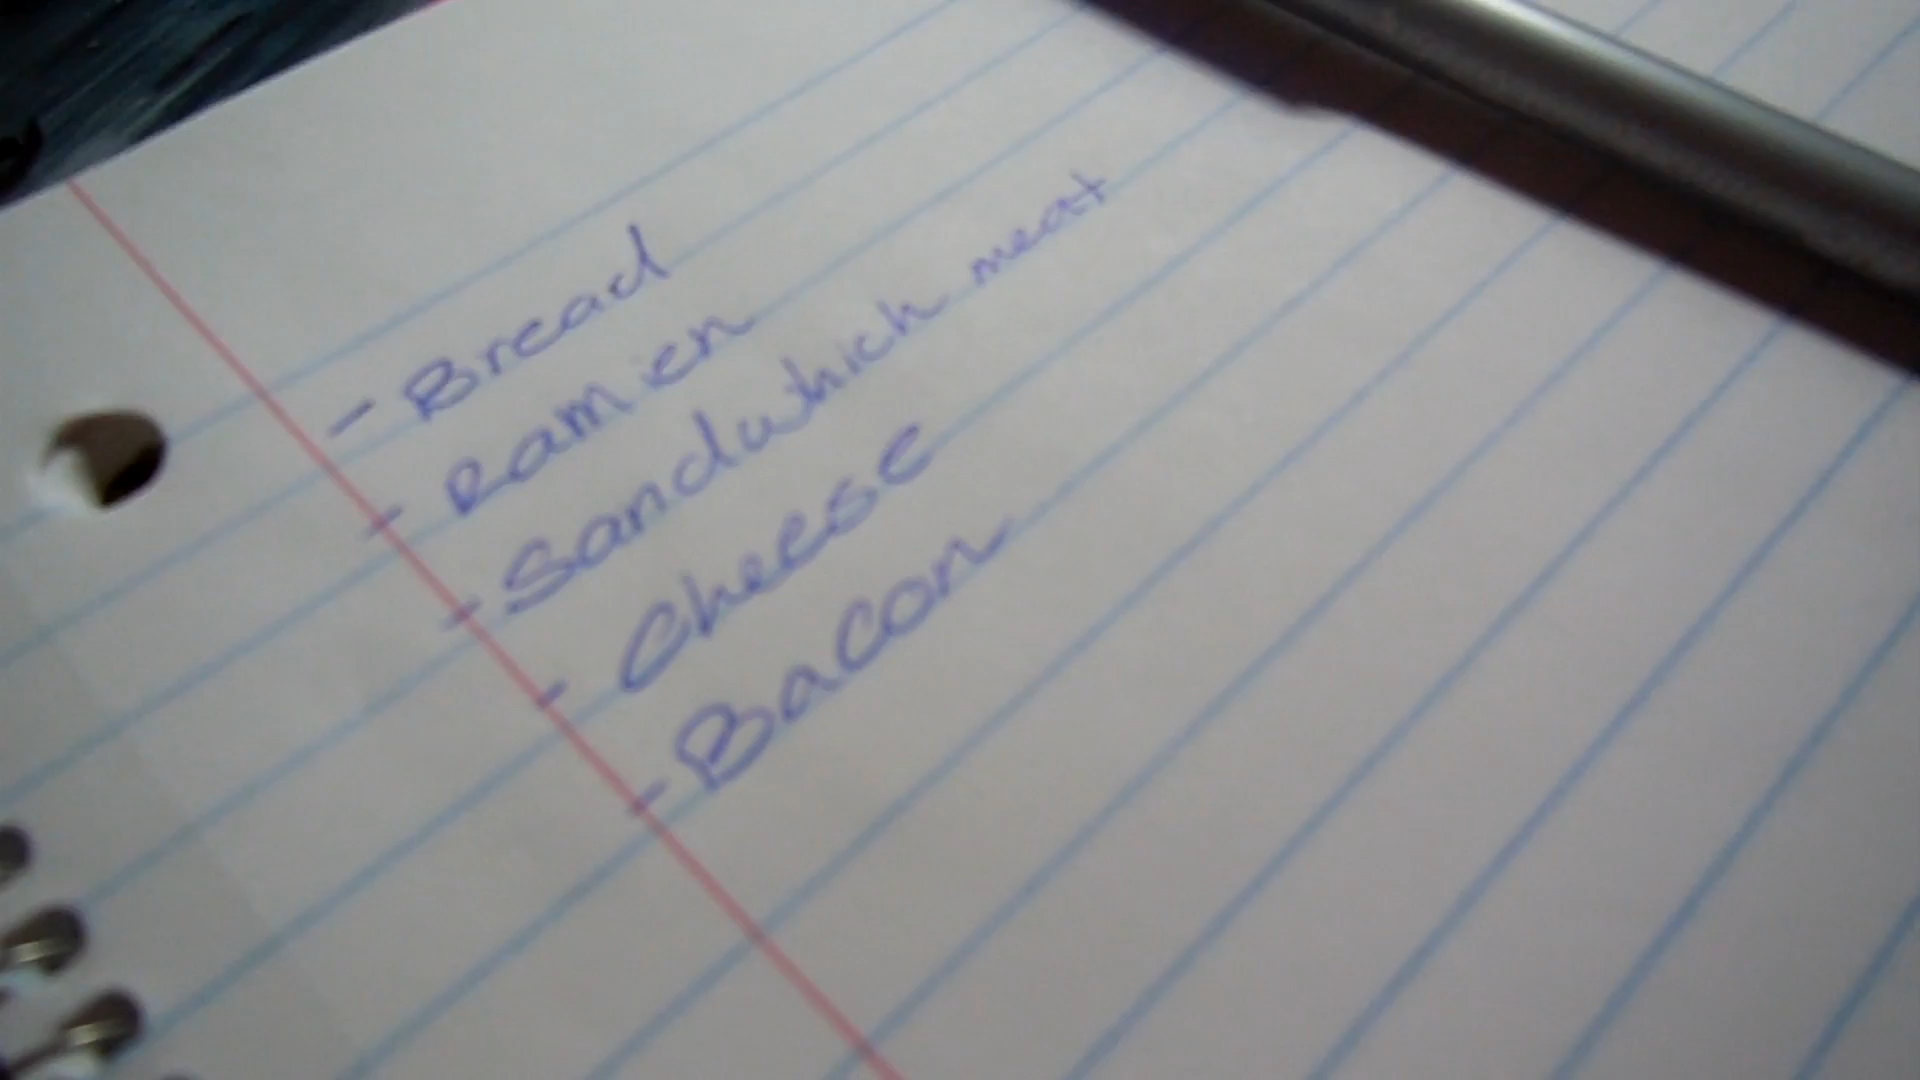 - Bread
- Ramen
- Sandwhich meat
- Cheese
- Bacon